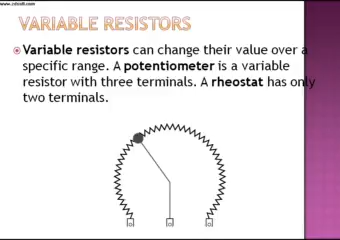 www.zdsoft.com
VARIABLE RESISTORS
Variable resistors can change their value over a
specific range. A potentiometer is a variable
resistor with three terminals. A rheostat has only
two terminals.